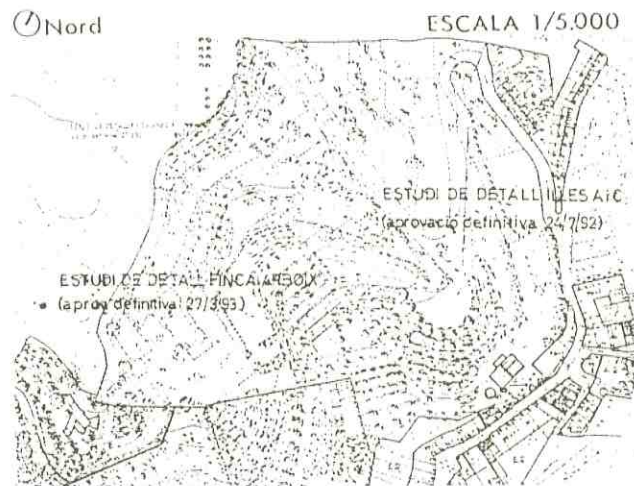 Nord
ESCALA 1/5.000
ESTUDI DE DETALL ILLES A i C
(aprovació definitiva 24/7/92)
ESTUDI DE DETALL FINCA ARBOIX
(aprov definitiva 27/3/93)
E.R.
E.R.